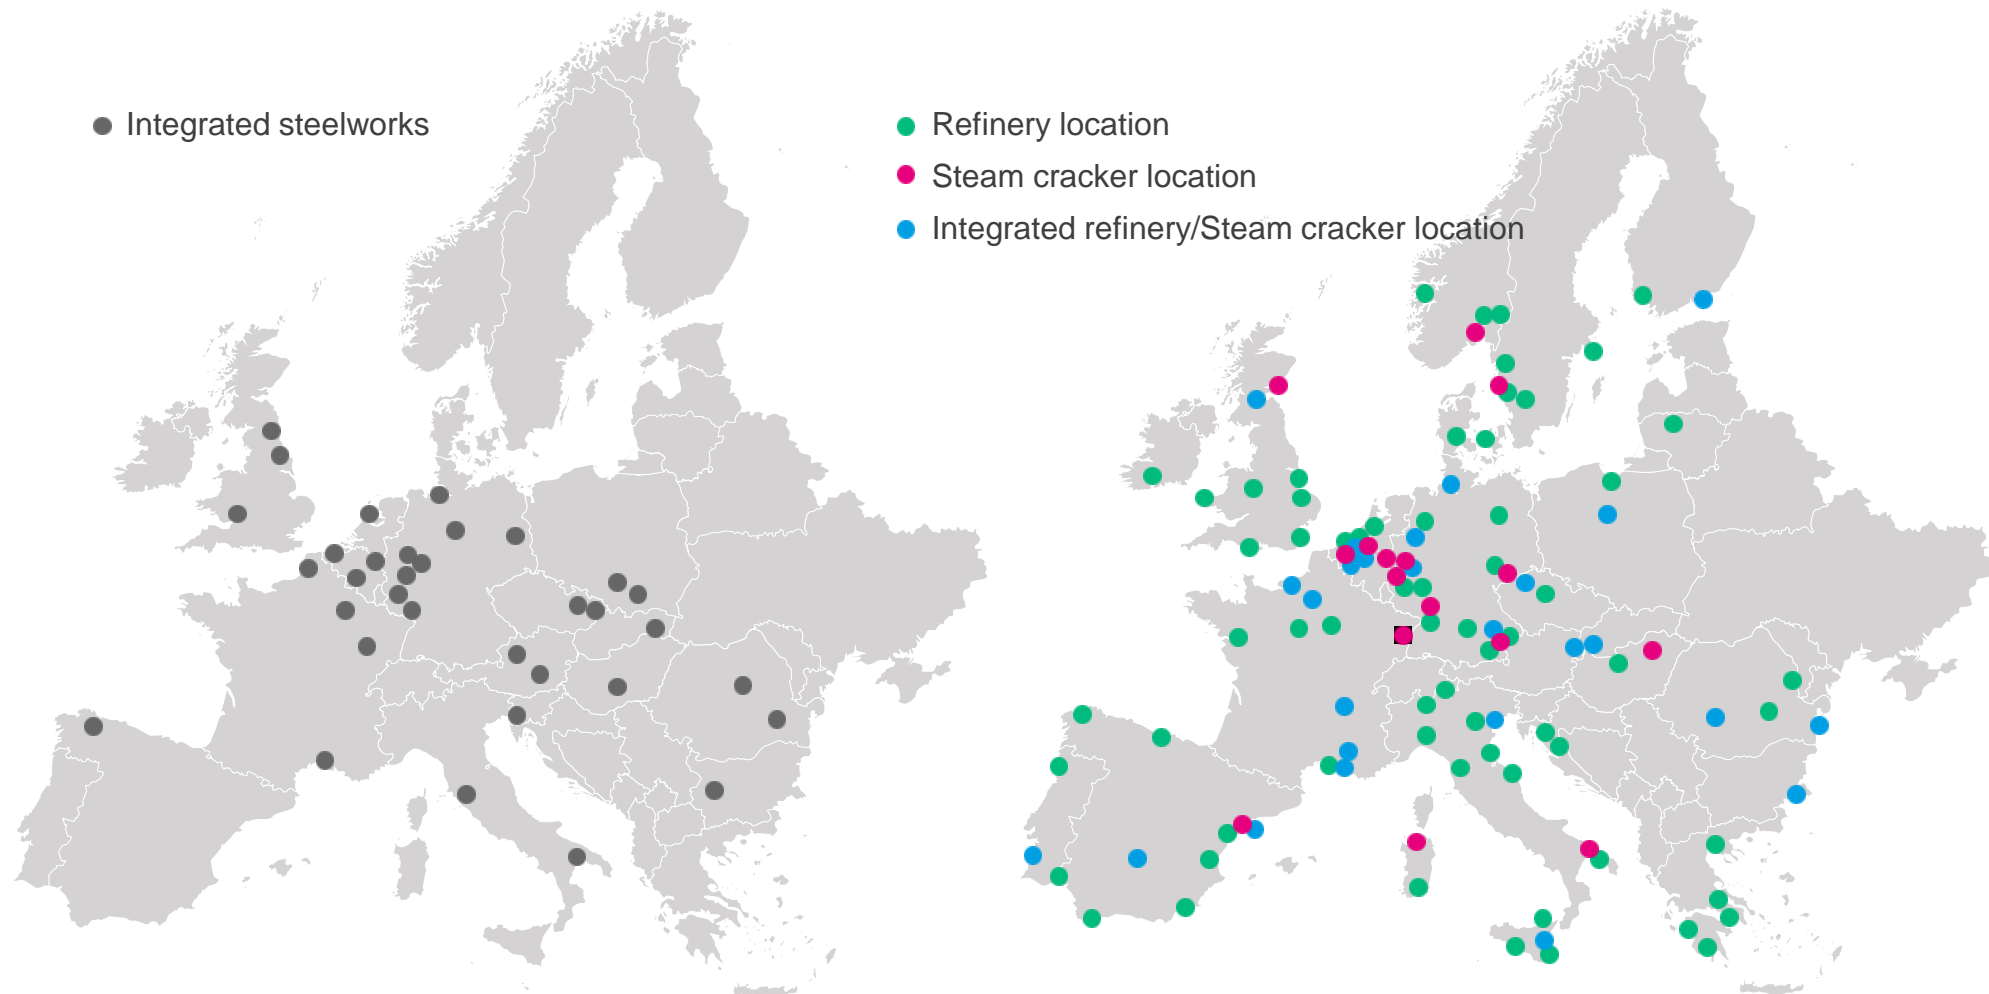 Integrated steelworks
Refinery location
Steam cracker location
Integrated refinery/Steam cracker location